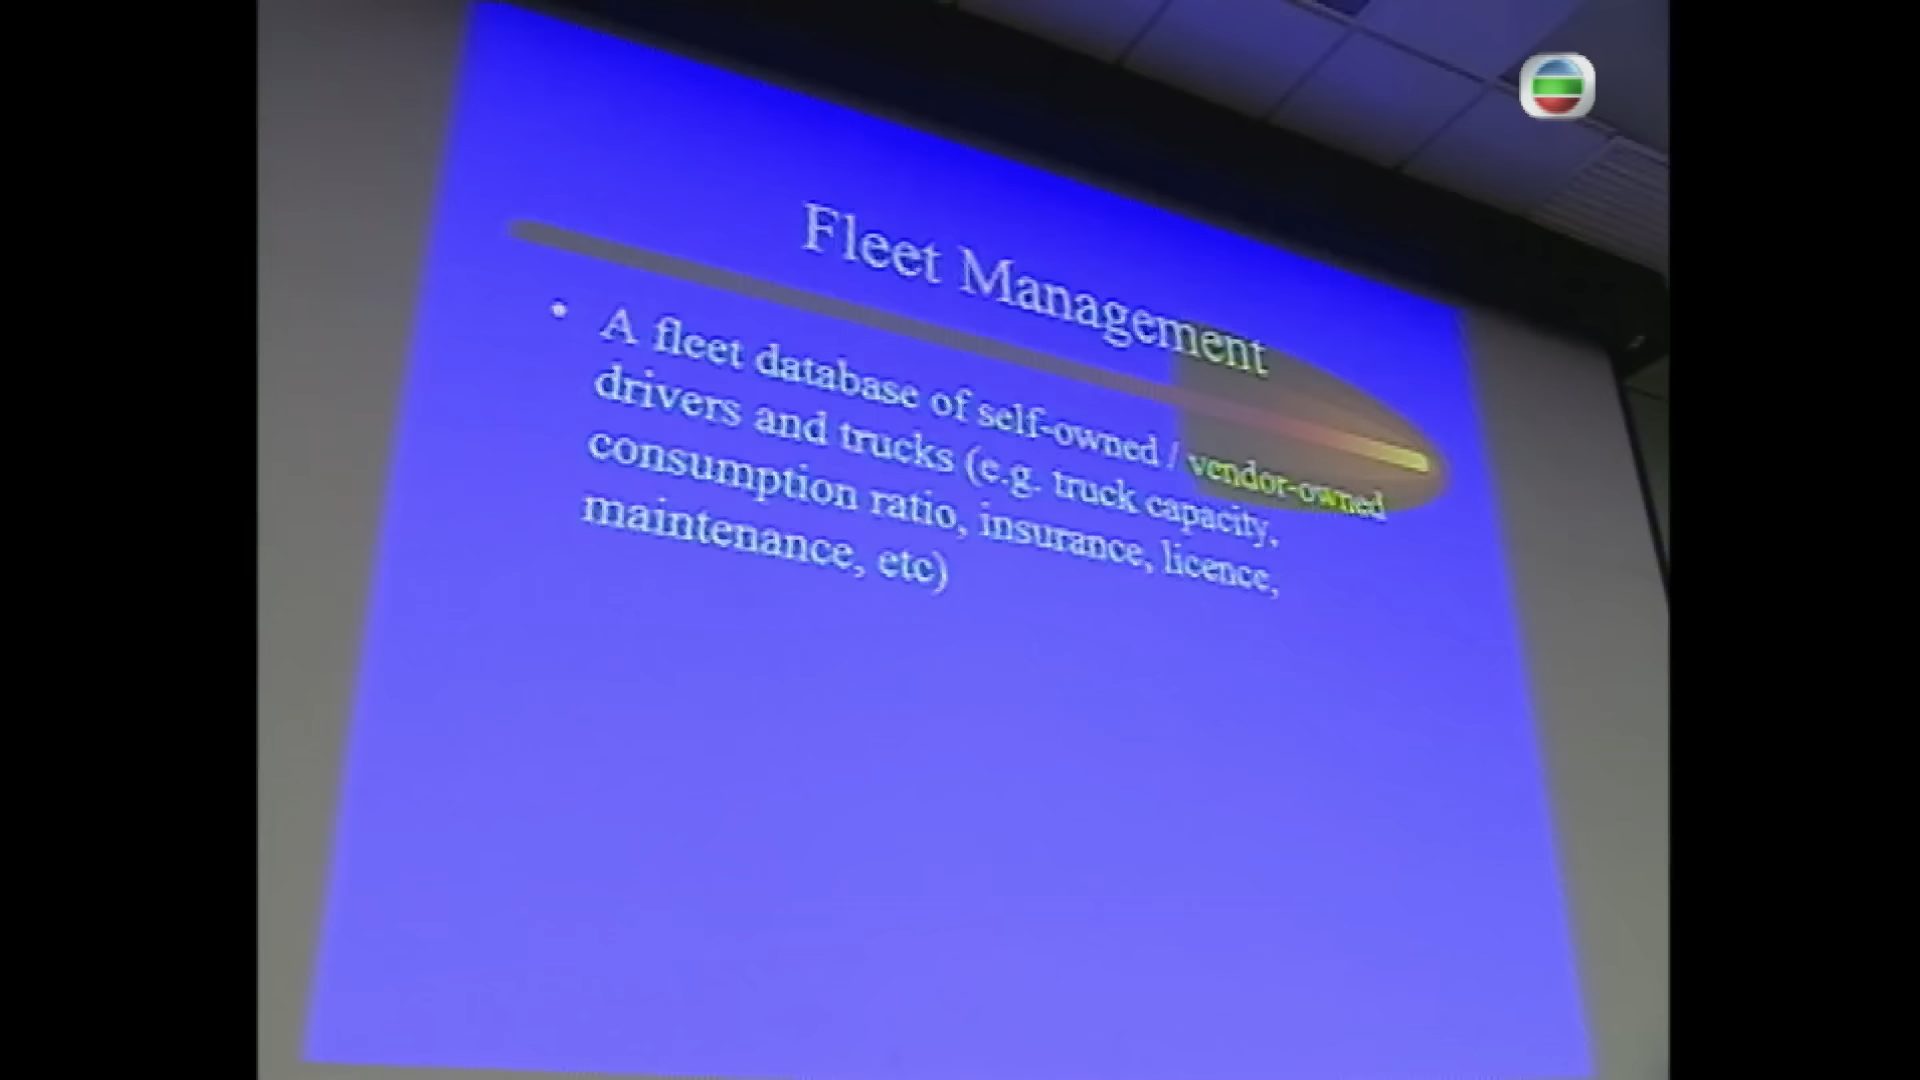 Fleet Management
• A fleet database of self-owned / vendor-owned
drivers and trucks (e.g. truck capacity,
consumption ratio, insurance, licence,
maintenance, etc)